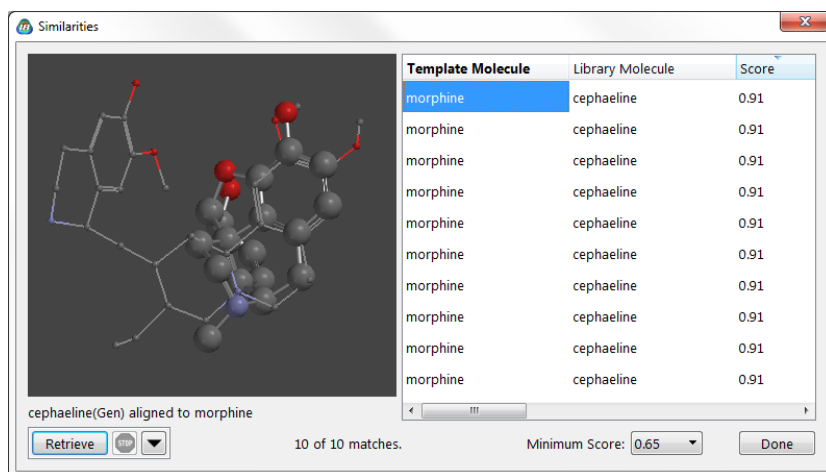 Similarities
Template Molecule Library Molecule Score
morphine cephaeline 0.91
morphine cephaeline 0.91
morphine cephaeline 0.91
morphine cephaeline 0.91
morphine cephaeline 0.91
morphine cephaeline 0.91
morphine cephaeline 0.91
morphine cephaeline 0.91
morphine cephaeline 0.91
morphine cephaeline 0.91
cephaeline(Gen) aligned to morphine
Retrieve STOP 10 of 10 matches. Minimum Score: 0.65 Done